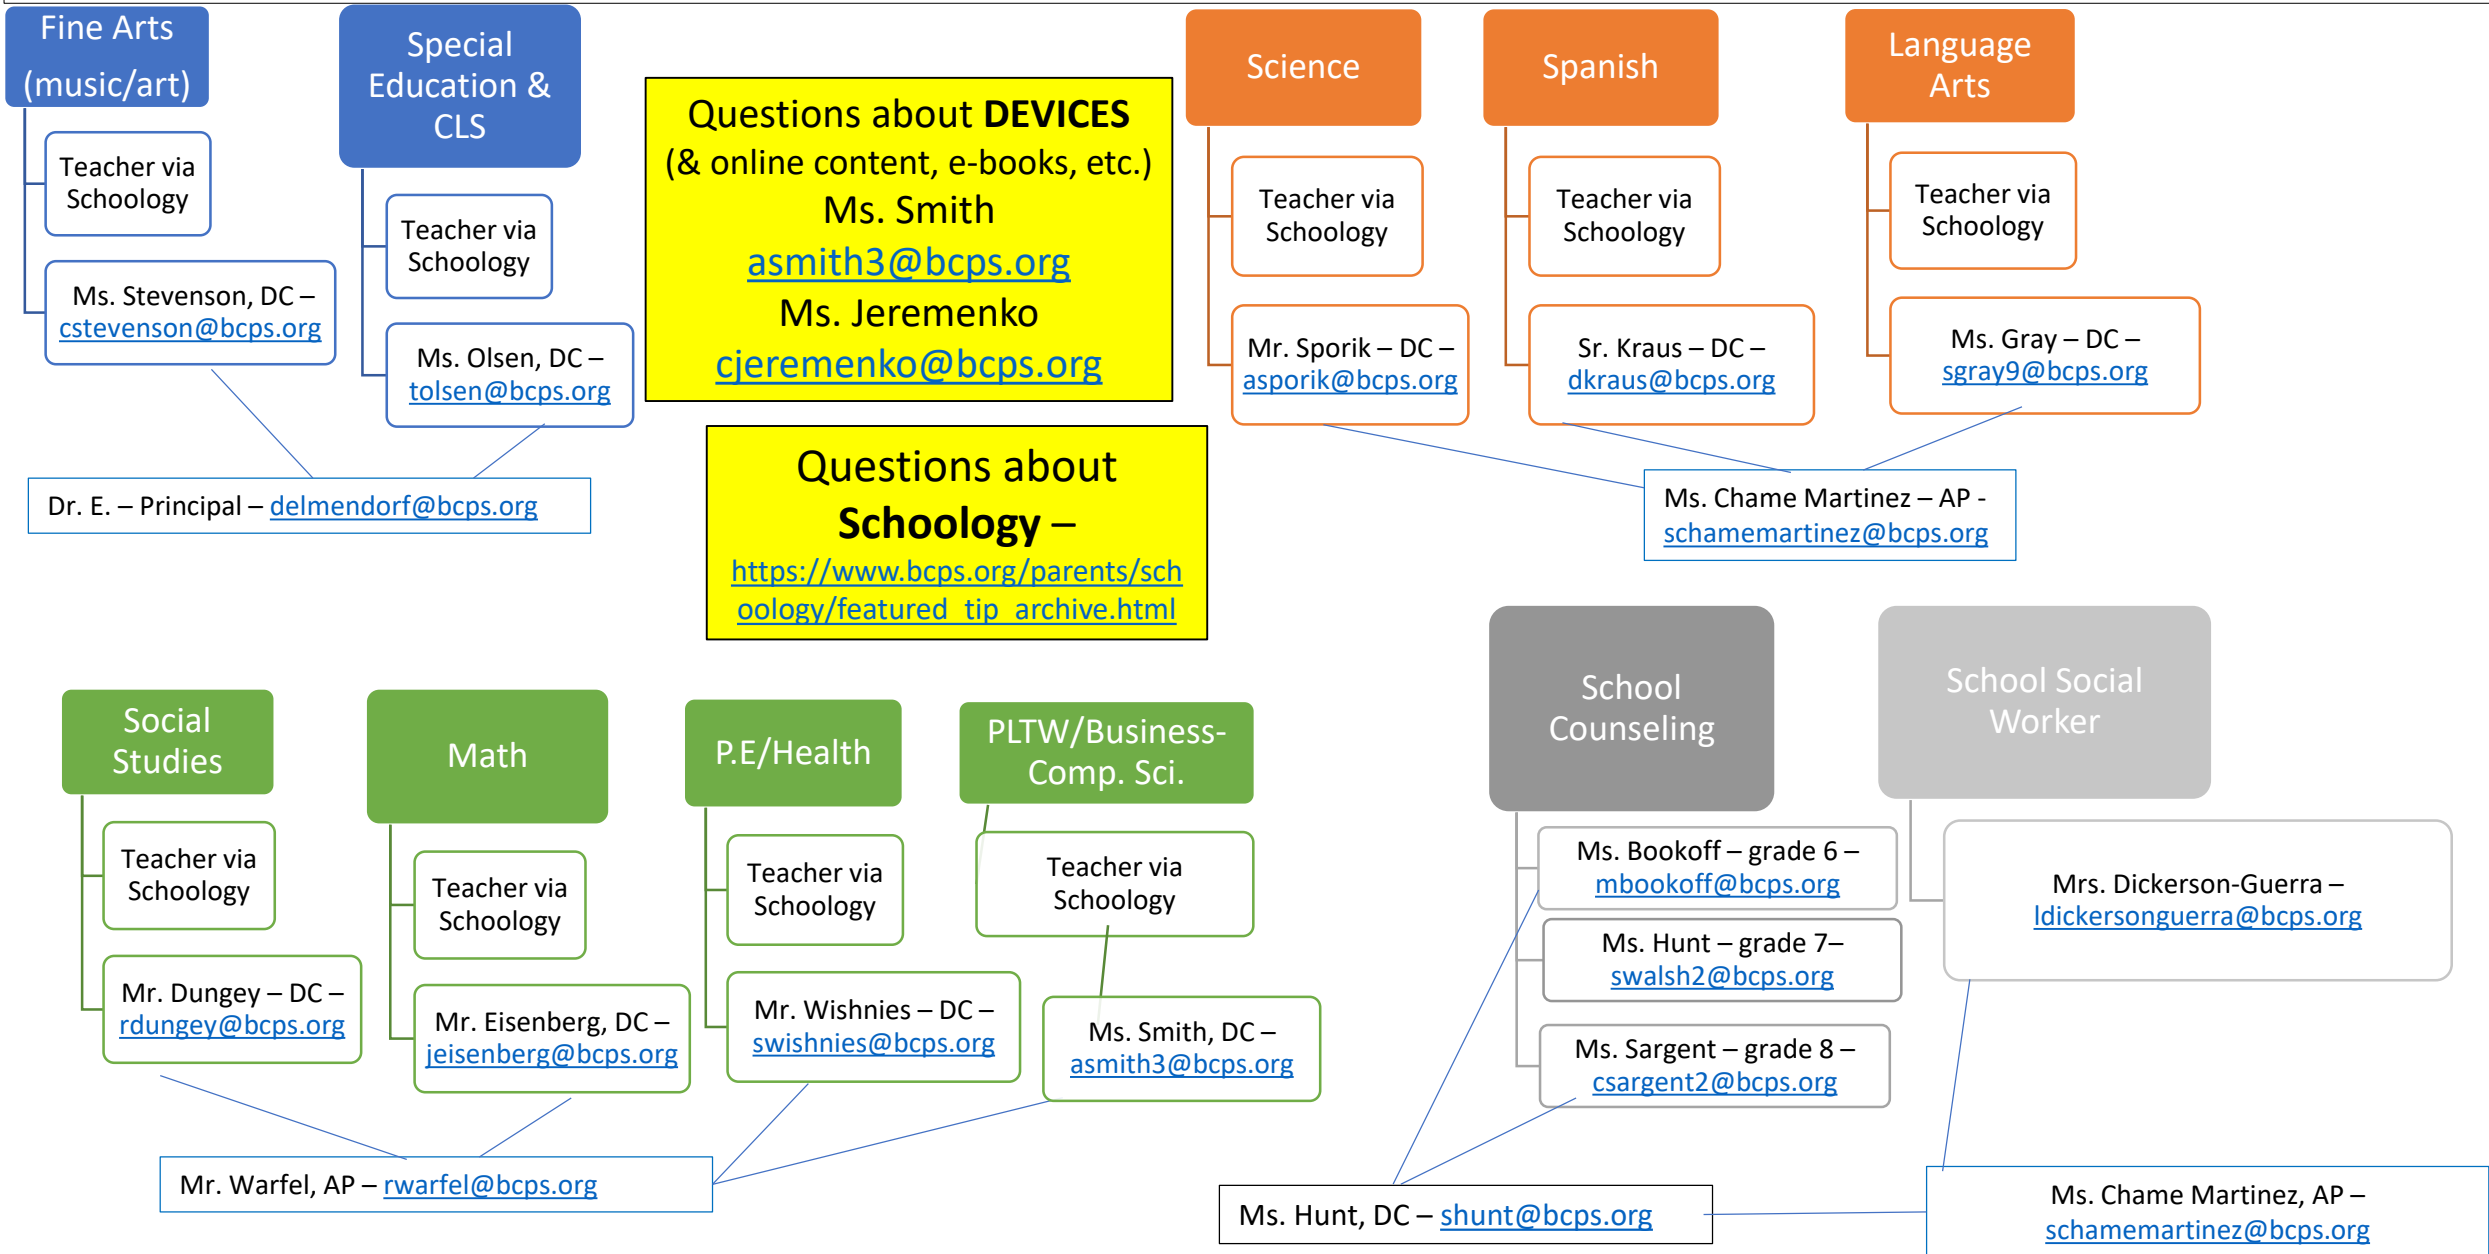 Fine Arts
(music/art)
Teacher via
Schoology
Ms. Stevenson, DC –
cstevenson@bcps.org
Special
Education &
CLS
Teacher via
Schoology
Ms. Olsen, DC –
tolsen@bcps.org
Dr. E. – Principal – delmendorf@bcps.org
Questions about DEVICES
(& online content, e-books, etc.)
Ms. Smith
asmith3@bcps.org
Ms. Jeremenko
cjeremenko@bcps.org
Questions about
Schoology –
https://www.bcps.org/parents/sch
oology/featured_tip_archive.html
Science
Teacher via
Schoology
Mr. Sporik – DC –
asporik@bcps.org
Spanish
Teacher via
Schoology
Sr. Kraus – DC –
dkraus@bcps.org
Language
Arts
Teacher via
Schoology
Ms. Gray – DC –
sgray9@bcps.org
Ms. Chame Martinez – AP -
schamemartinez@bcps.org
Social
Studies
Teacher via
Schoology
Mr. Dungey – DC –
rdungey@bcps.org
Math
Teacher via
Schoology
Mr. Eisenberg, DC –
jeisenberg@bcps.org
P.E/Health
Teacher via
Schoology
Mr. Wishnies – DC –
swishnies@bcps.org
PLTW/Business-
Comp. Sci.
Teacher via
Schoology
Ms. Smith, DC –
asmith3@bcps.org
Mr. Warfel, AP – rwarfel@bcps.org
School
Counseling
Ms. Bookoff – grade 6 –
mbookoff@bcps.org
Ms. Hunt – grade 7–
swalsh2@bcps.org
Ms. Sargent – grade 8 –
csargent2@bcps.org
School Social
Worker
Mrs. Dickerson-Guerra –
ldickersonguerra@bcps.org
Ms. Hunt, DC – shunt@bcps.org
Ms. Chame Martinez, AP –
schamemartinez@bcps.org